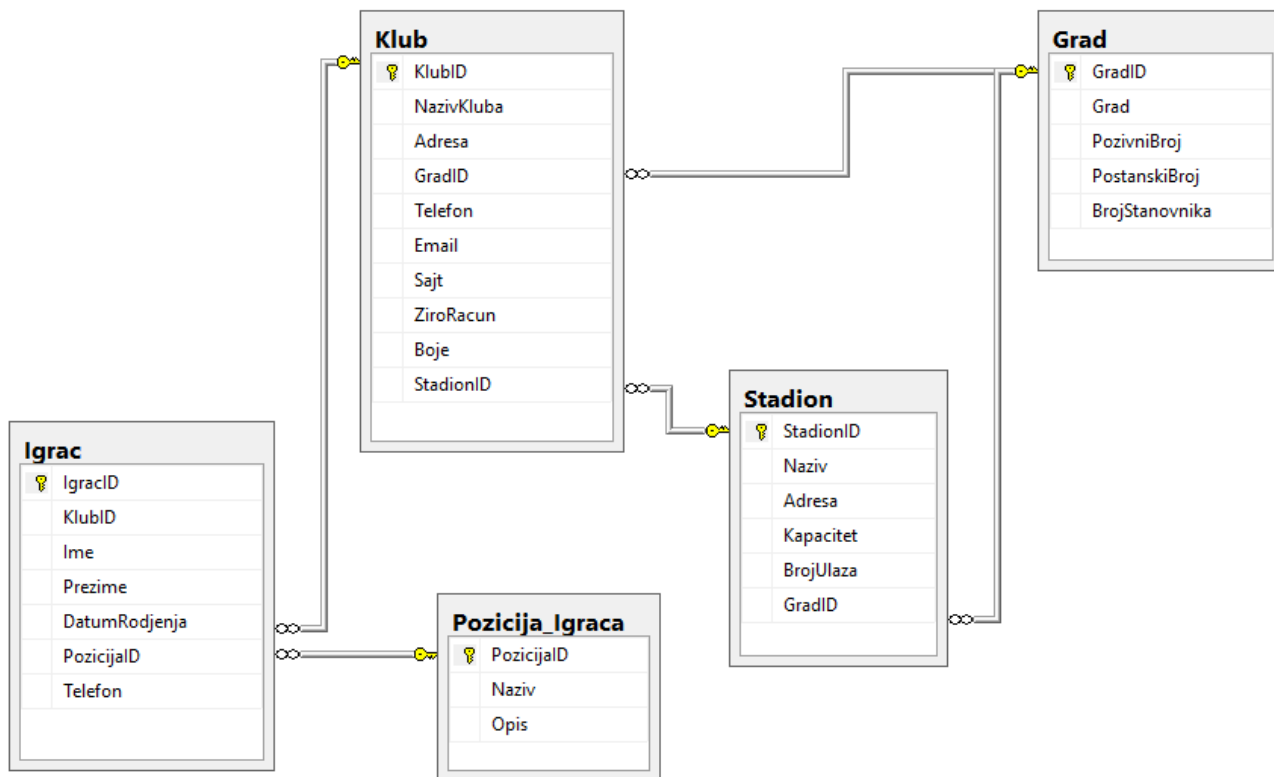 Klub
KlubID
NazivKluba
Adresa
GradID
Telefon
Email
Sajt
ZiroRacun
Boje
StadionID
Grad
GradID
Grad
PozivniBroj
PostanskiBroj
BrojStanovnika
Igrac
IgracID
KlubID
Ime
Prezime
DatumRodjenja
PozicijaID
Telefon
Stadion
StadionID
Naziv
Adresa
Kapacitet
BrojUlaza
GradID
Pozicija_Igraca
PozicijaID
Naziv
Opis